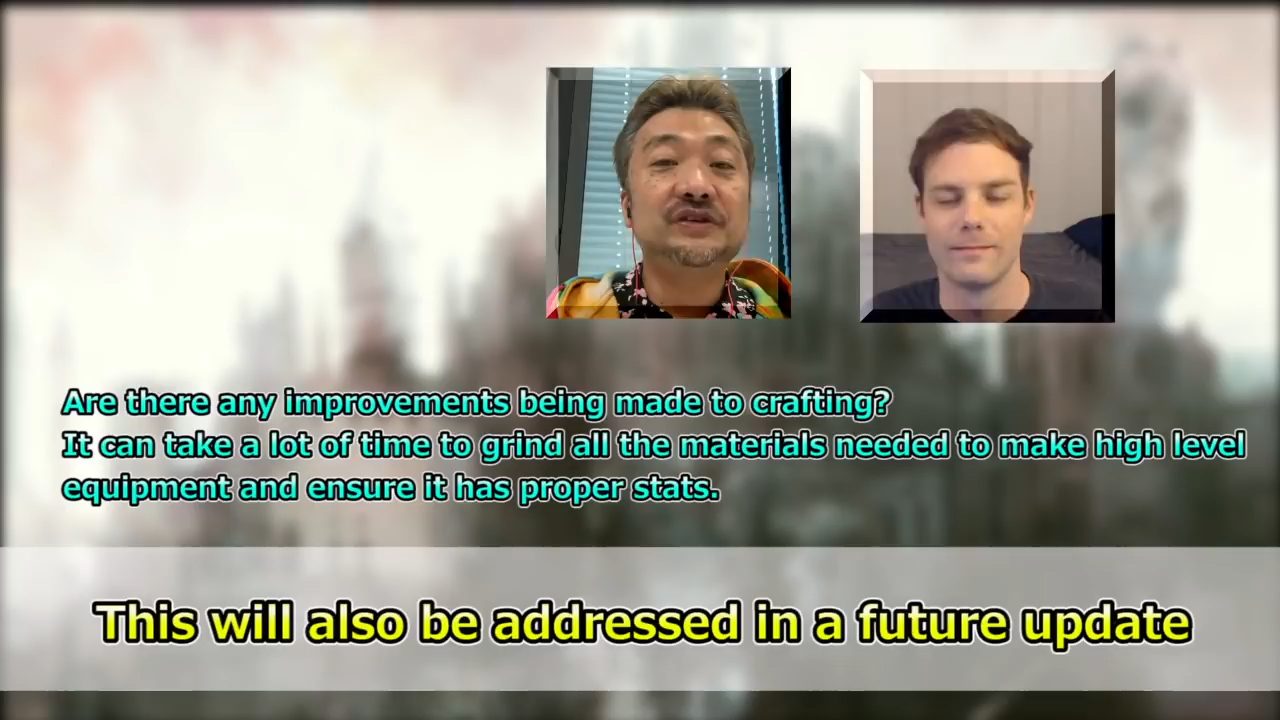 Are there any improvements being made to crafting?
It can take a lot of time to grind all the materials needed to make high level
equipment and ensure it has proper stats.
This will also be addressed in a future update